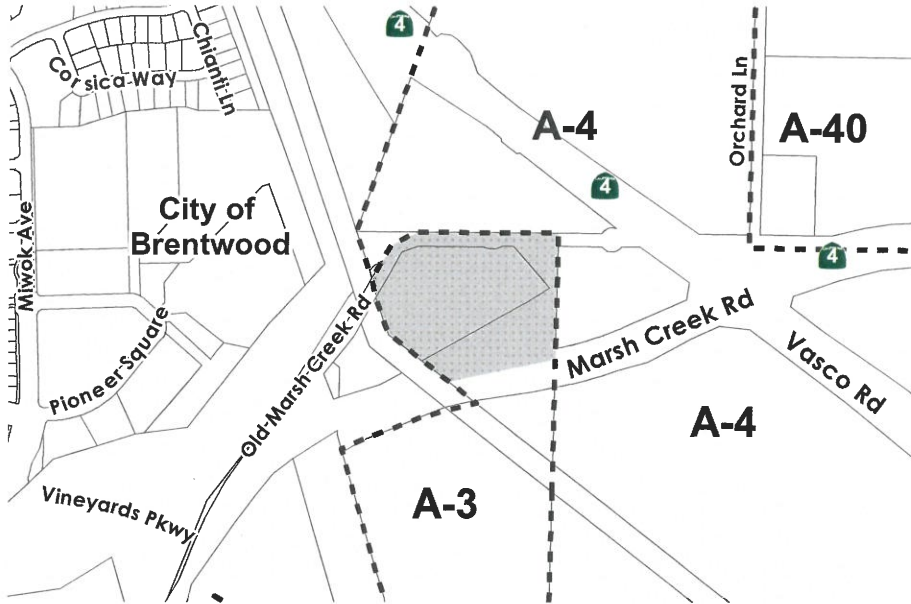 4
Chianti-Ln
Corsica-Way
A-4
Orchard Ln
A-40
4
City of
Brentwood
Miwok-Ave
4
Old-Marsh-Creek-Rd
Marsh Creek Rd
Pioneer-Square
Vasco Rd
A-4
Vineyards Pkwy
A-3